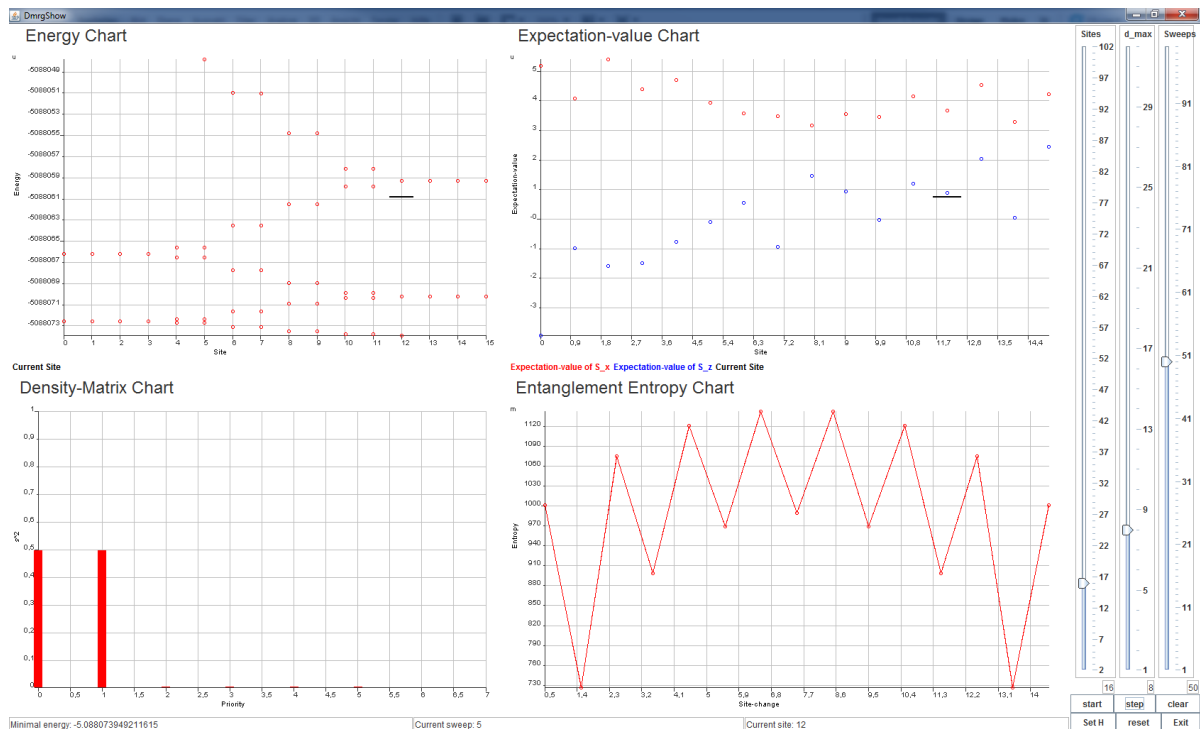 DmrgShow
Energy Chart
u
-5088049
-5088051
-5088053
-5088055
-5088057
-5088059
-5088061
-5088063
-5088065
-5088067
-5088069
-5088071
-5088073
Energy
0 1 2 3 4 5 6 7 8 9 10 11 12 13 14 15
Site
Current Site
Expectation-value Chart
u
5
4
3
2
1
-0
-1
-2
-3
Expectation-value
0 0,9 1,8 2,7 3,6 4,5 5,4 6,3 7,2 8,1 9 9,9 10,8 11,7 12,6 13,5 14,4
Site
Expectation-value of S_x Expectation-value of S_z Current Site
Density-Matrix Chart
1
0,9
0,8
0,7
0,6
0,5
0,4
0,3
0,2
0,1
0
s^2
0 0,5 1 1,5 2 2,5 3 3,5 4 4,5 5 5,5 6 6,5 7
Priority
Entanglement Entropy Chart
m
1120
1090
1060
1030
1000
970
940
910
880
850
820
790
760
730
Entropy
0,5 1,4 2,3 3,2 4,1 5 5,9 6,8 7,7 8,6 9,5 10,4 11,3 12,2 13,1 14
Site-change
Sites
102
97
92
87
82
77
72
67
62
57
52
47
42
37
32
27
22
17
12
7
2
16
d_max
29
25
21
17
13
9
5
1
8
Sweeps
91
81
71
61
51
41
31
21
11
1
50
start step clear
Set H reset Exit
Minimal energy: -5.088073949211615
Current sweep: 5
Current site: 12